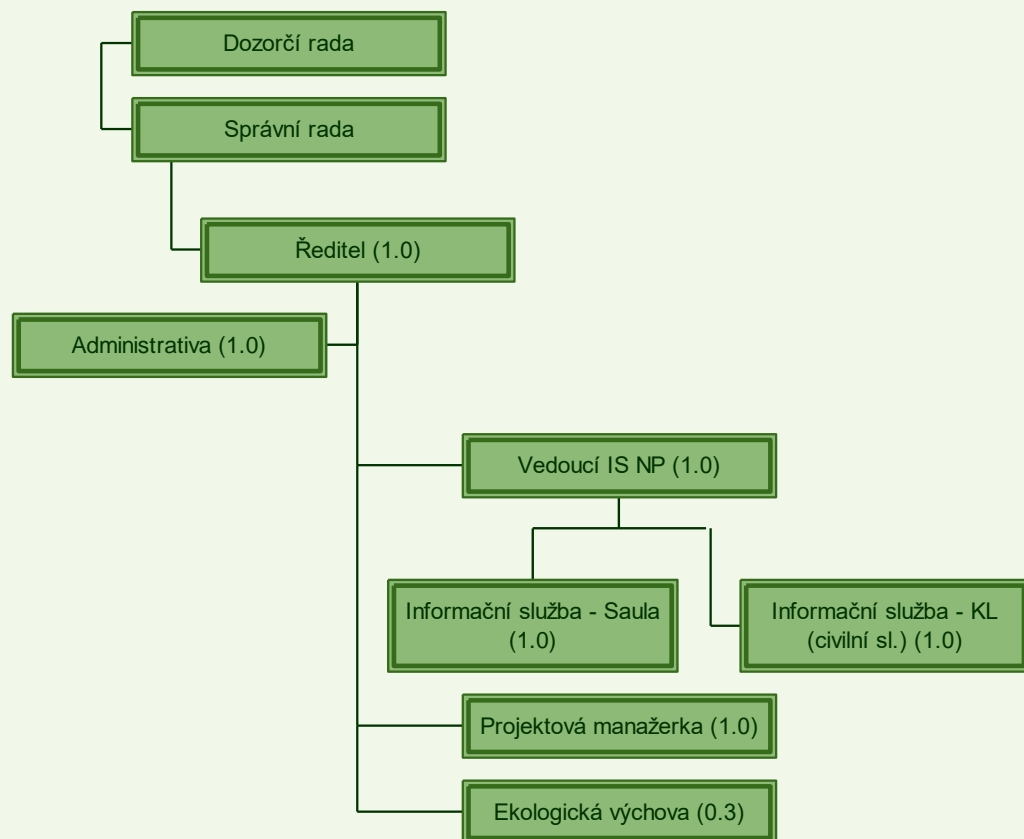 Dozorčí rada
Správní rada
Ředitel (1.0)
Administrativa (1.0)
Vedoucí IS NP (1.0)
Informační služba - Saula
(1.0)
Informační služba - KL
(civilní sl.) (1.0)
Projektová manažerka (1.0)
Ekologická výchova (0.3)